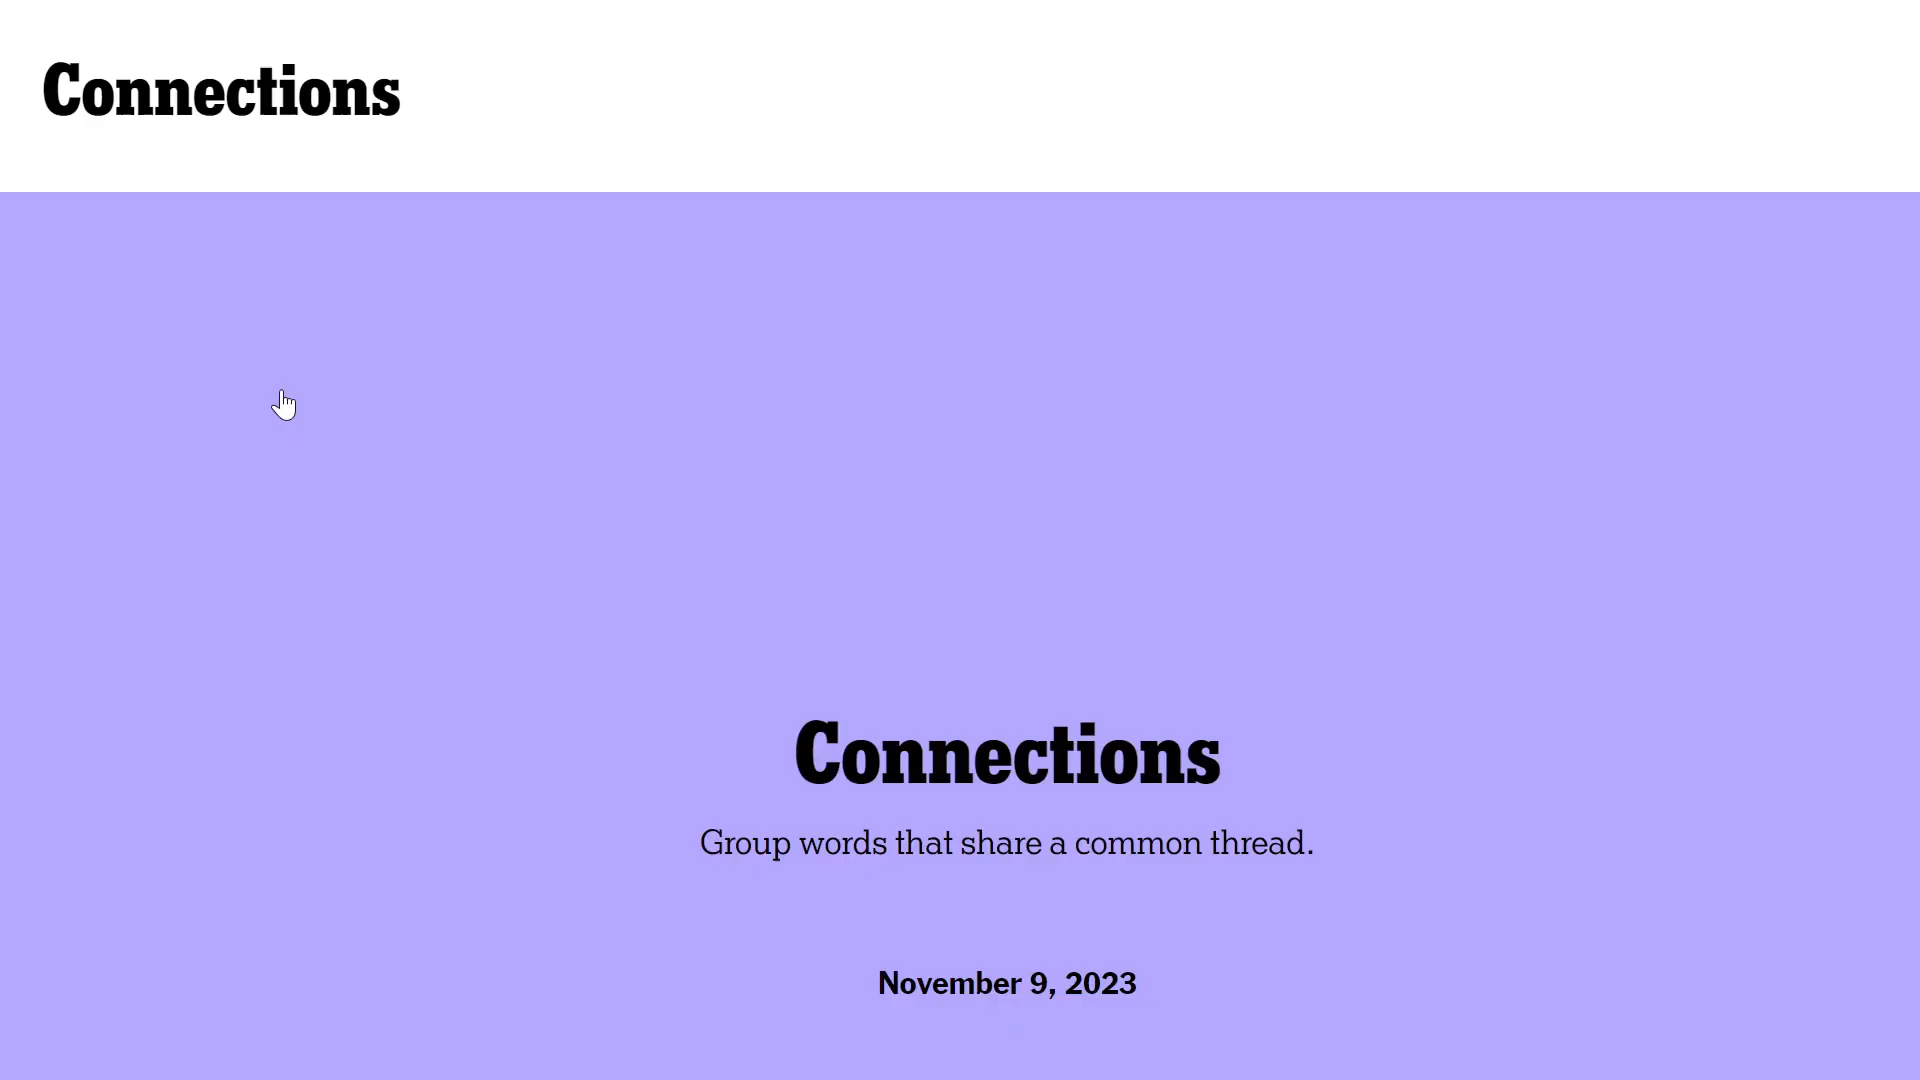 Connections
Connections
Group words that share a common thread.
November 9, 2023